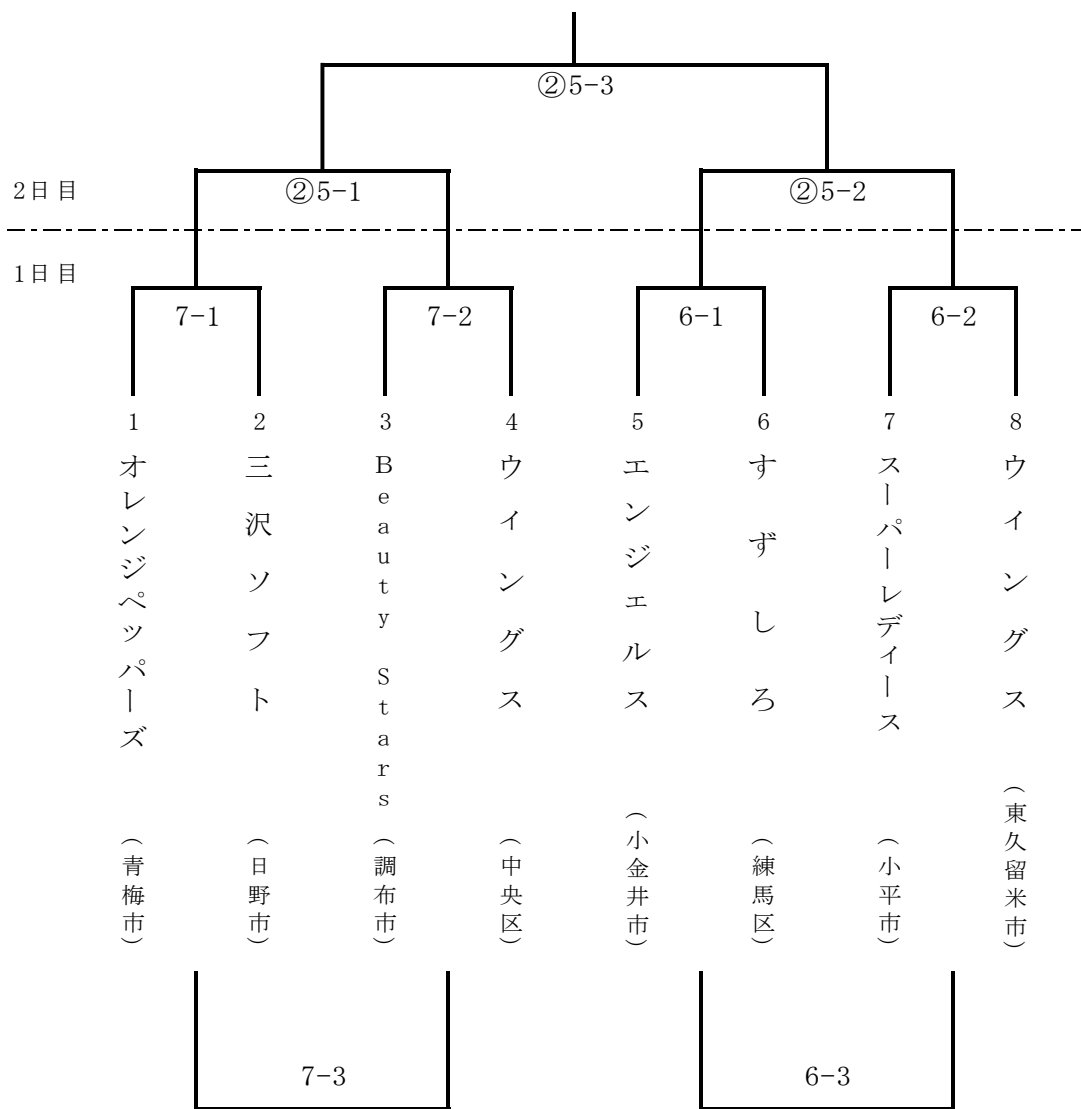 ②5-3
2日目
②5-1
②5-2
1日目
7-1
7-2
6-1
6-2
1
2
3
4
5
6
7
8
オレンジペッパーズ
(青梅市)
三沢ソフト
(日野市)
Beauty Stars
(調布市)
ウィングス
(中央区)
エンジェルス
(小金井市)
すずしろ
(練馬区)
スーパーレディース
(小平市)
ウイングス
(東久留米市)
7-3
6-3